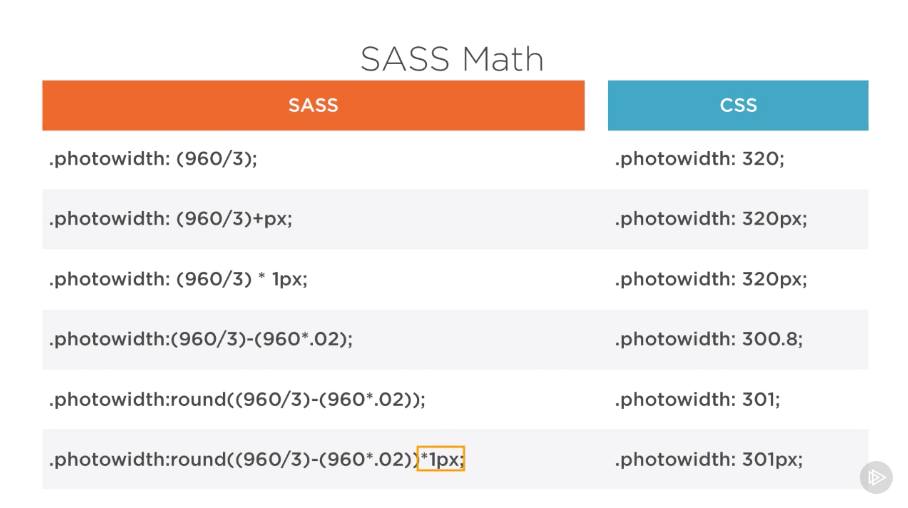 SASS Math
SASS
CSS
.photowidth: (960/3);
.photowidth: 320;
.photowidth: (960/3)+px;
.photowidth: 320px;
.photowidth: (960/3) * 1px;
.photowidth: 320px;
.photowidth:(960/3)-(960*.02);
.photowidth: 300.8;
.photowidth:round((960/3)-(960*.02));
.photowidth: 301;
.photowidth:round((960/3)-(960*.02))*1px;
.photowidth: 301px;